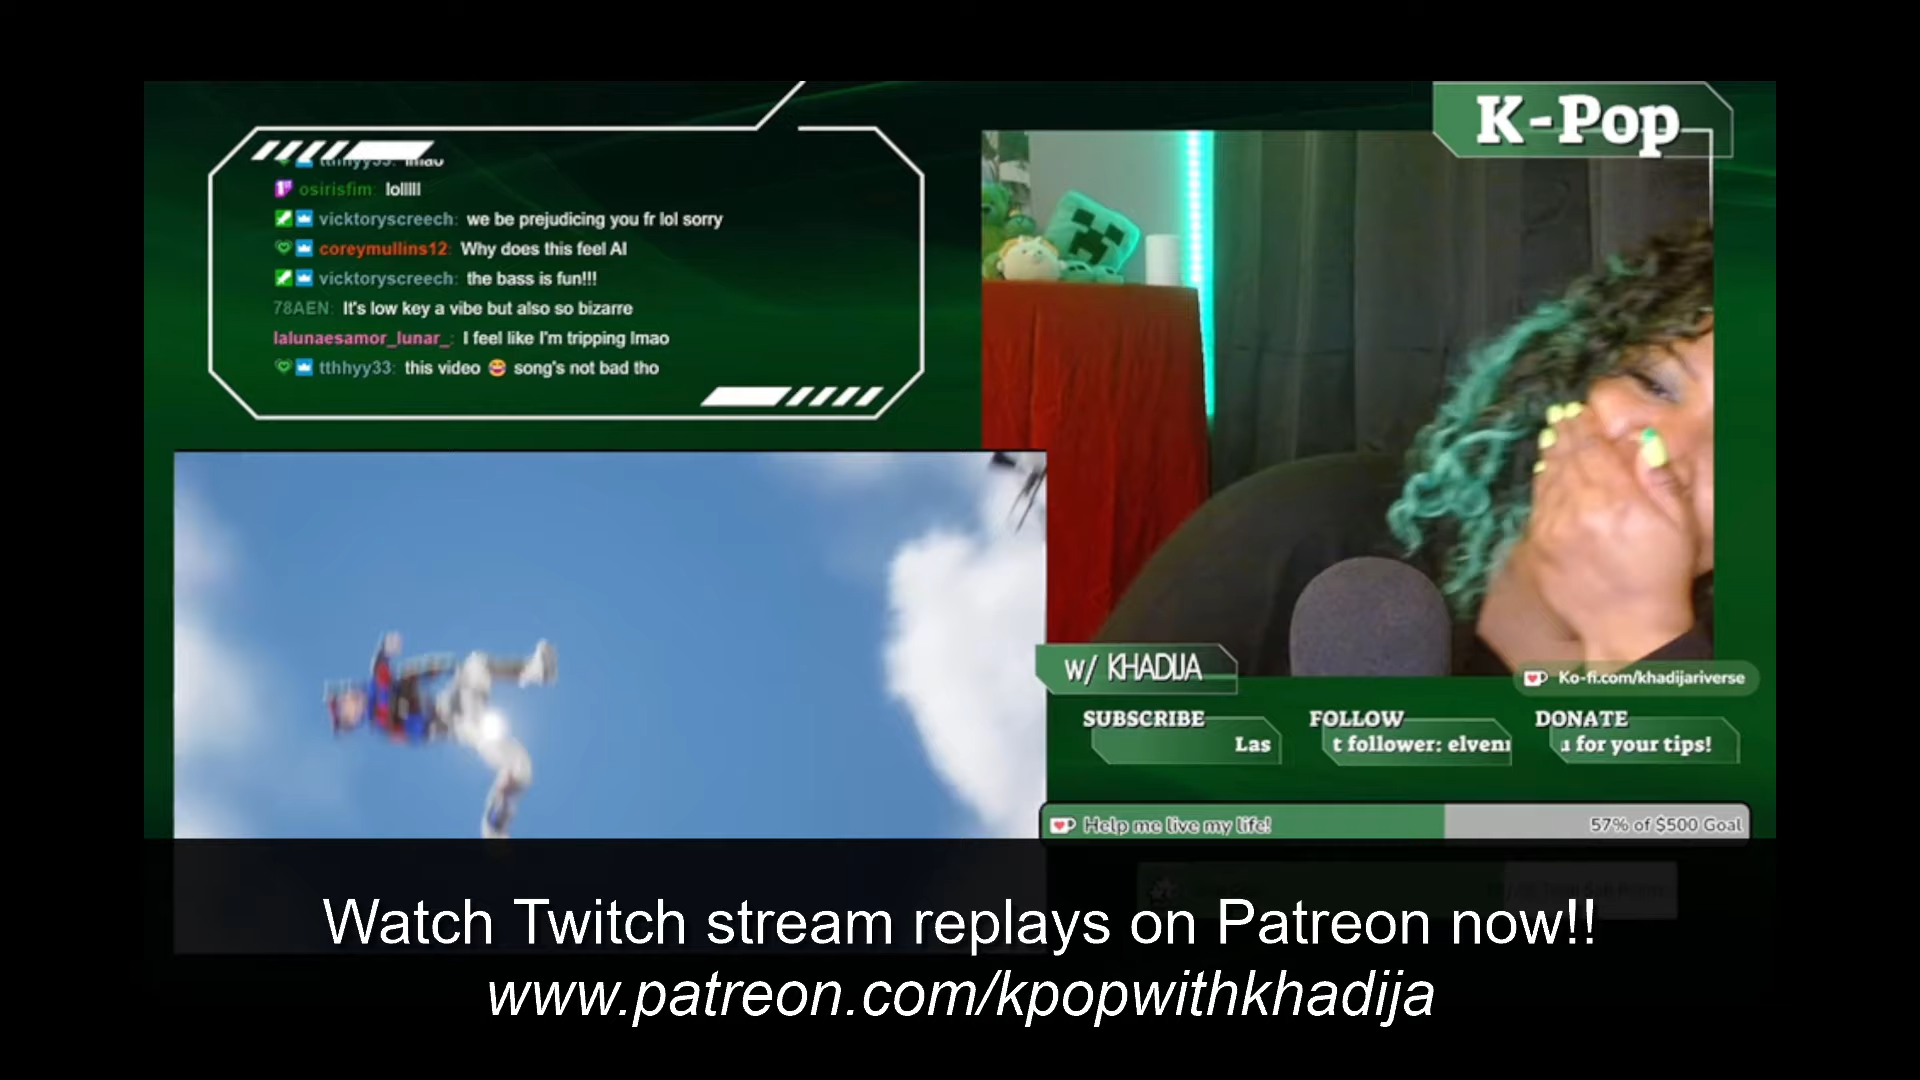 K-Pop
tthhyy33: lmao
osirisfim: lolllll
vicktoryscreech: we be prejudicing you fr lol sorry
coreymullins12: Why does this feel AI
vicktoryscreech: the bass is fun!!!
78AEN: It's low key a vibe but also so bizarre
lalunaesamor_lunar_: I feel like I'm tripping lmao
tthhyy33: this video 😆 song's not bad tho
w/ KHADIJA
Ko-fi.com/khadijariverse
SUBSCRIBE
Las
FOLLOW
t follower: elven
DONATE
u for your tips!
Help me live my life!
57% of $500 Goal
Watch Twitch stream replays on Patreon now!!
www.patreon.com/kpopwithkhadija